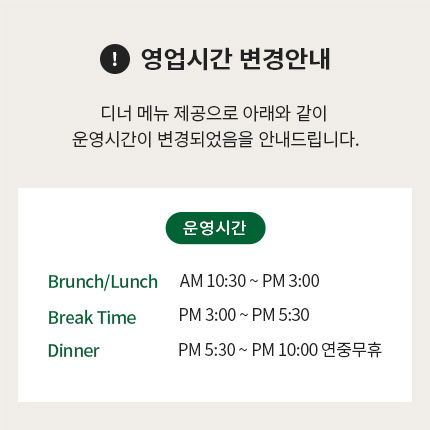 ! 영업시간 변경안내
디너 메뉴 제공으로 아래와 같이
운영시간이 변경되었음을 안내드립니다.
운영시간
Brunch/Lunch AM 10:30 ~ PM 3:00
Break Time PM 3:00 ~ PM 5:30
Dinner PM 5:30 ~ PM 10:00 연중무휴